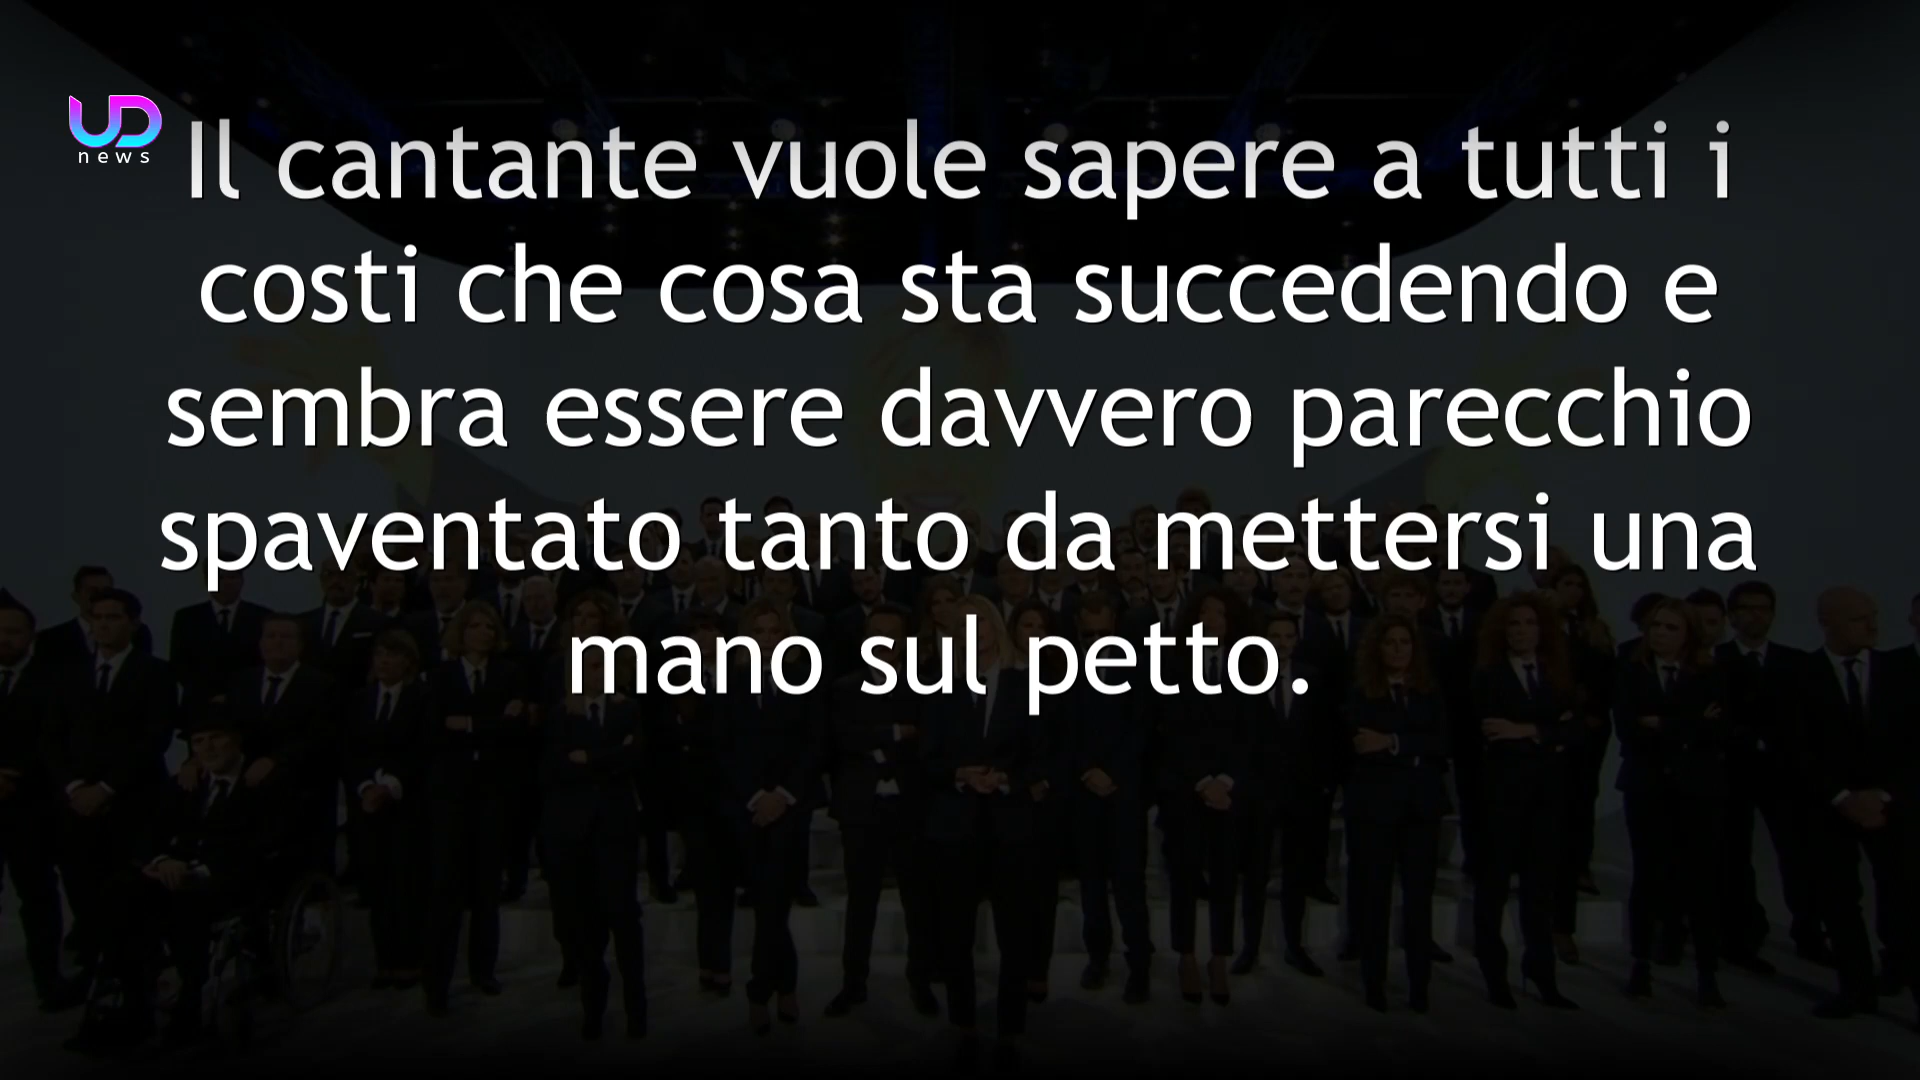 UD
news
Il cantante vuole sapere a tutti i
costi che cosa sta succedendo e
sembra essere davvero parecchio
spaventato tanto da mettersi una
mano sul petto.